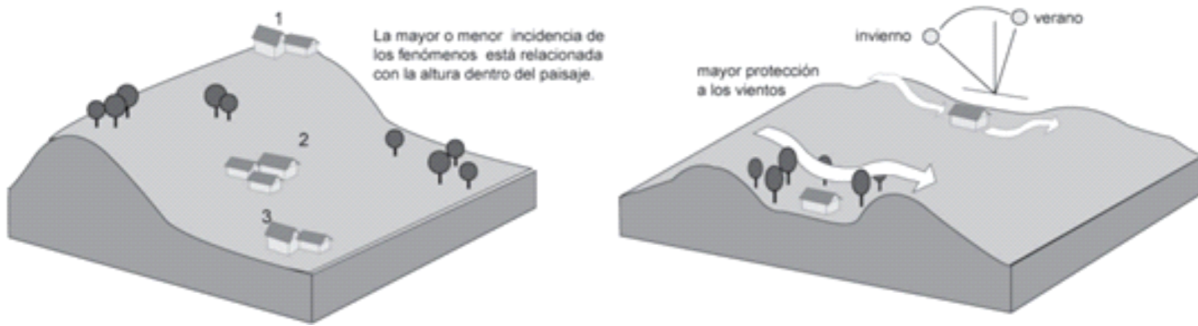 1
La mayor o menor incidencia de
los fenómenos está relacionada
con la altura dentro del paisaje.
2
3
verano
invierno
mayor protección
a los vientos